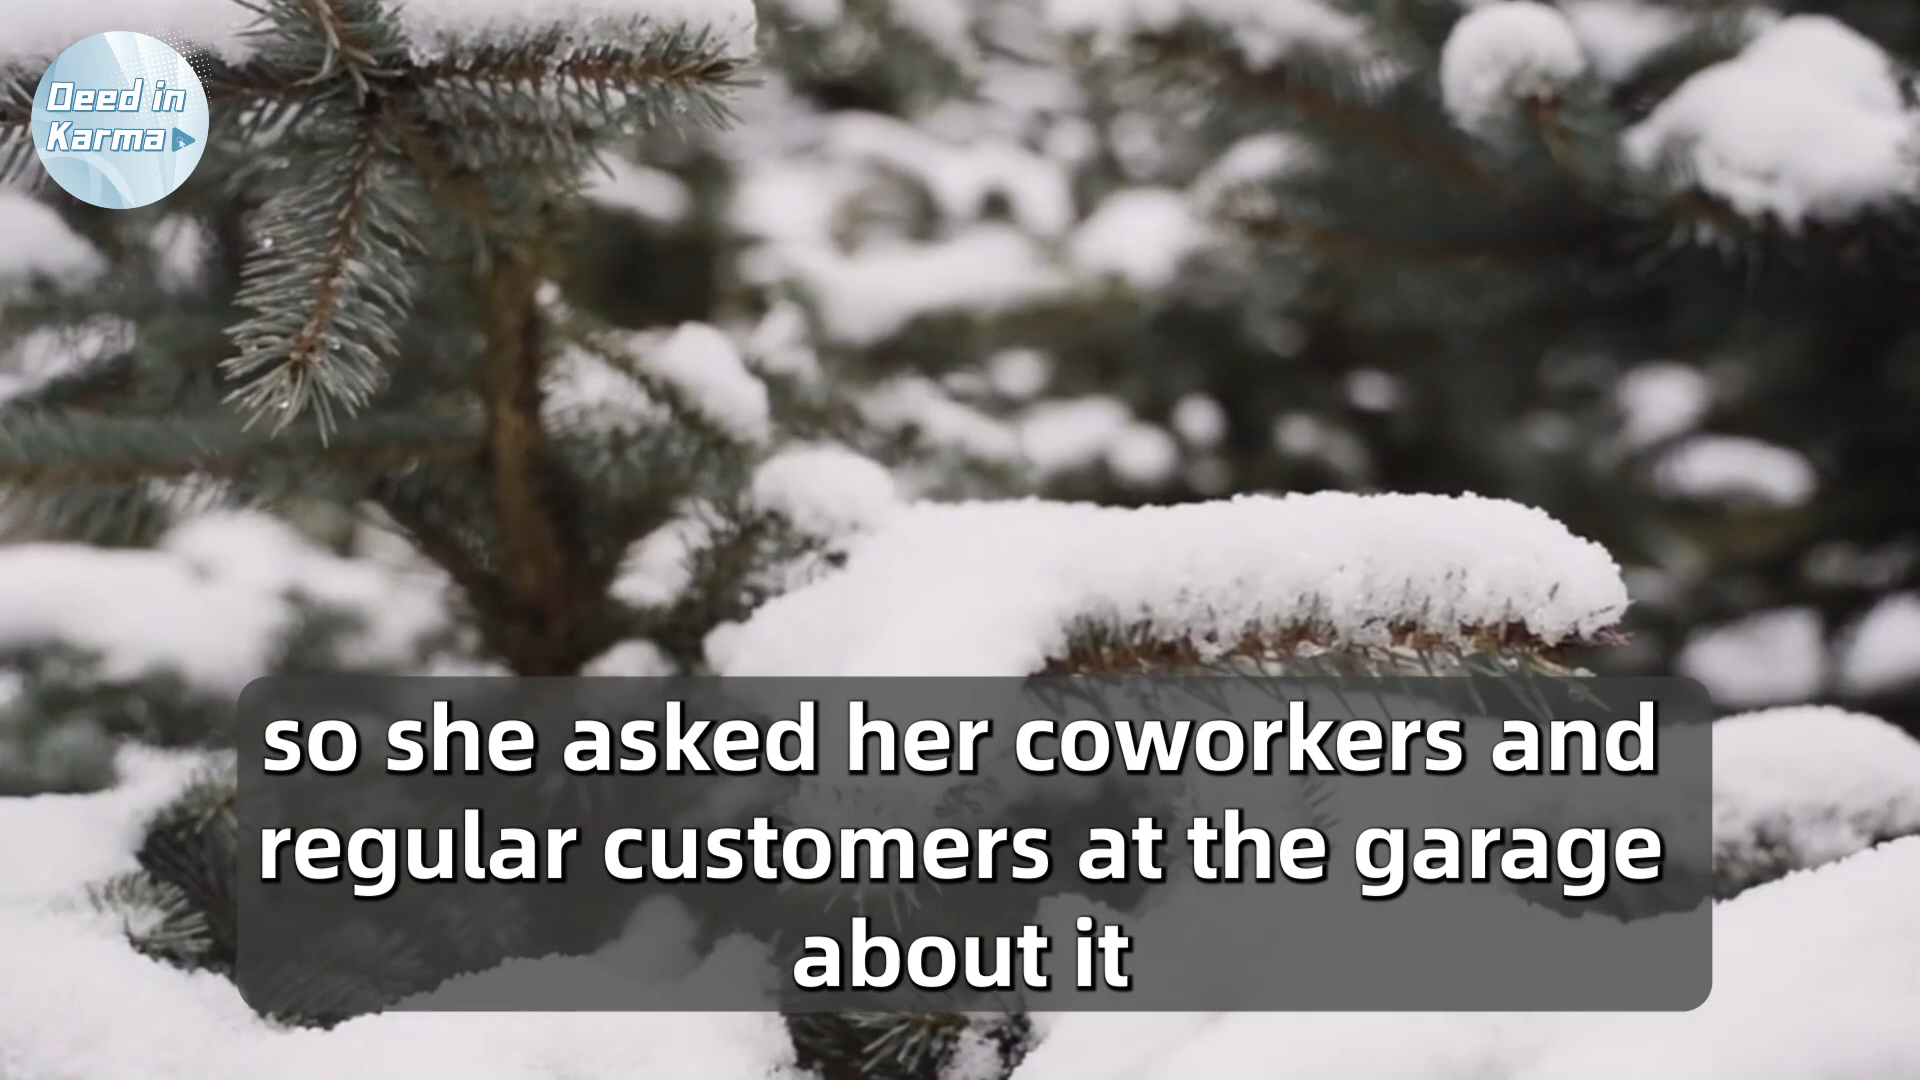 Deed in
Karma
so she asked her coworkers and
regular customers at the garage
about it